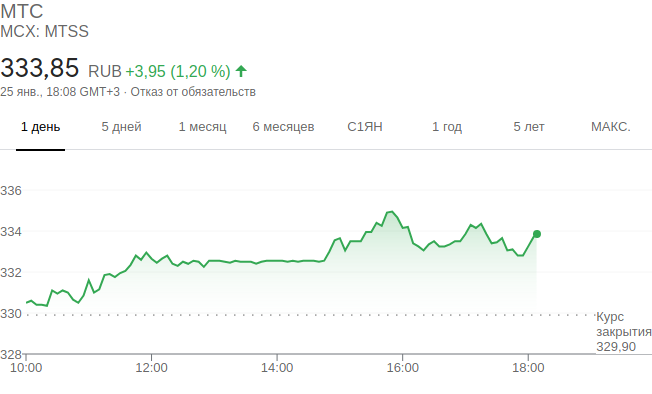 МТС
MCX: MTSS
333,85 RUB +3,95 (1,20 %)
25 янв., 18:08 GMT+3 · Отказ от обязательств
1 день 5 дней 1 месяц 6 месяцев С1ЯН 1 год 5 лет МАКС.
336
334
332
330
Курс
закрытия
329,90
328
10:00 12:00 14:00 16:00 18:00